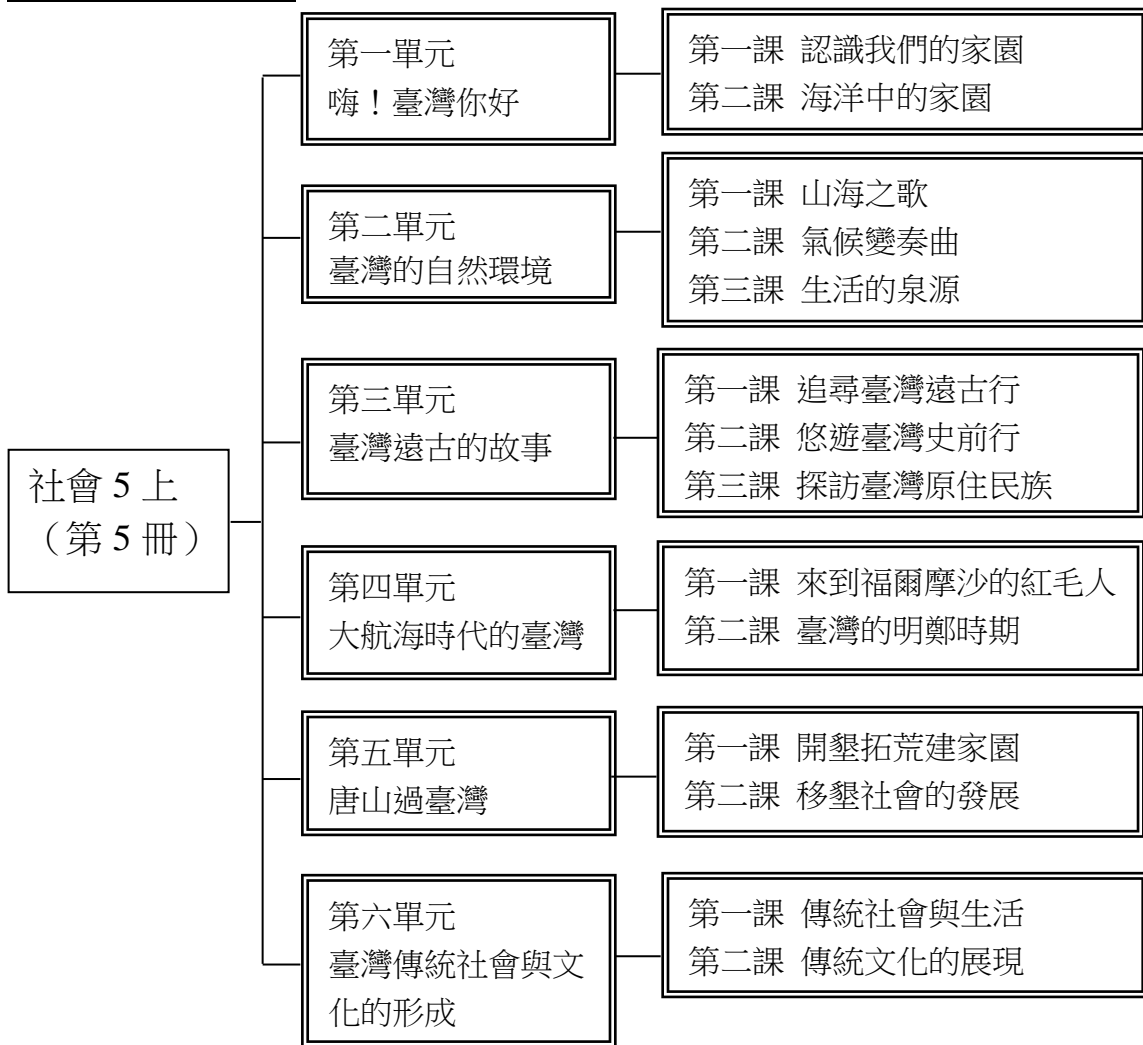 社會 5 上
（第 5 冊）
第一單元
嗨！臺灣你好
第一課 認識我們的家園
第二課 海洋中的家園
第二單元
臺灣的自然環境
第一課 山海之歌
第二課 氣候變奏曲
第三課 生活的泉源
第三單元
臺灣遠古的故事
第一課 追尋臺灣遠古行
第二課 悠遊臺灣史前行
第三課 探訪臺灣原住民族
第四單元
大航海時代的臺灣
第一課 來到福爾摩沙的紅毛人
第二課 臺灣的明鄭時期
第五單元
唐山過臺灣
第一課 開墾拓荒建家園
第二課 移墾社會的發展
第六單元
臺灣傳統社會與文
化的形成
第一課 傳統社會與生活
第二課 傳統文化的展現